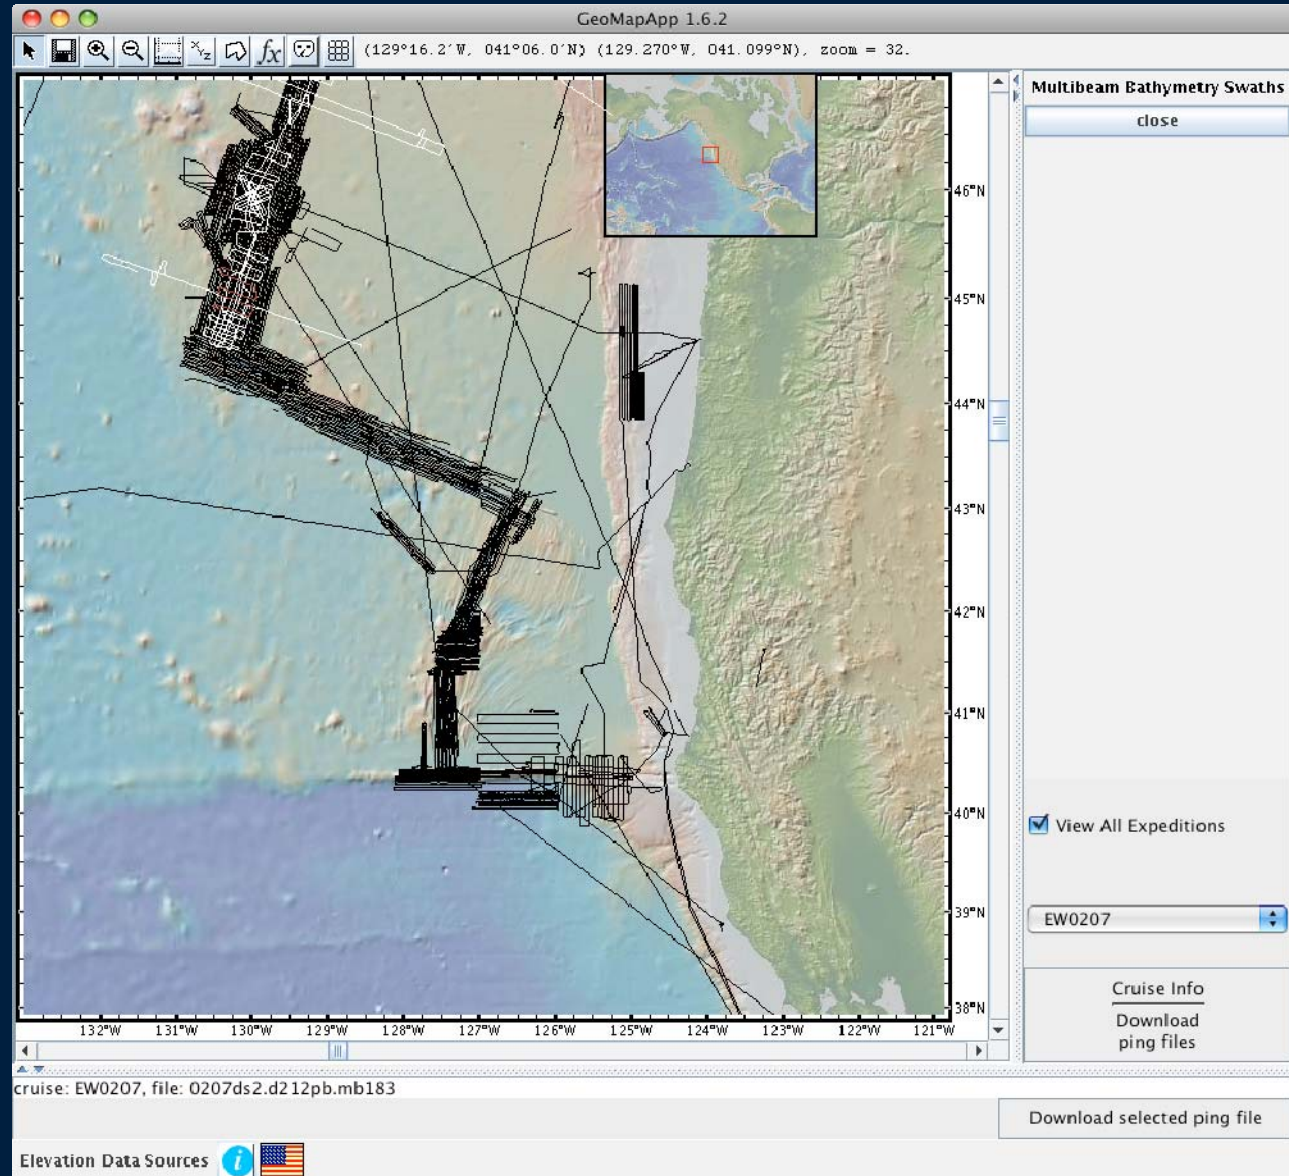 GeoMapApp 1.6.2
XYZ
fx
(129°16.2'W, 041°06.0'N) (129.270°W, 041.099°N), zoom = 32.
Multibeam Bathymetry Swaths
close
46°N
45°N
44°N
43°N
42°N
41°N
40°N
39°N
38°N
View All Expeditions
EW0207
Cruise Info
Download
ping files
132°W 131°W 130°W 129°W 128°W 127°W 126°W 125°W 124°W 123°W 122°W 121°W
cruise: EW0207, file: 0207ds2.d212pb.mb183
Download selected ping file
Elevation Data Sources i